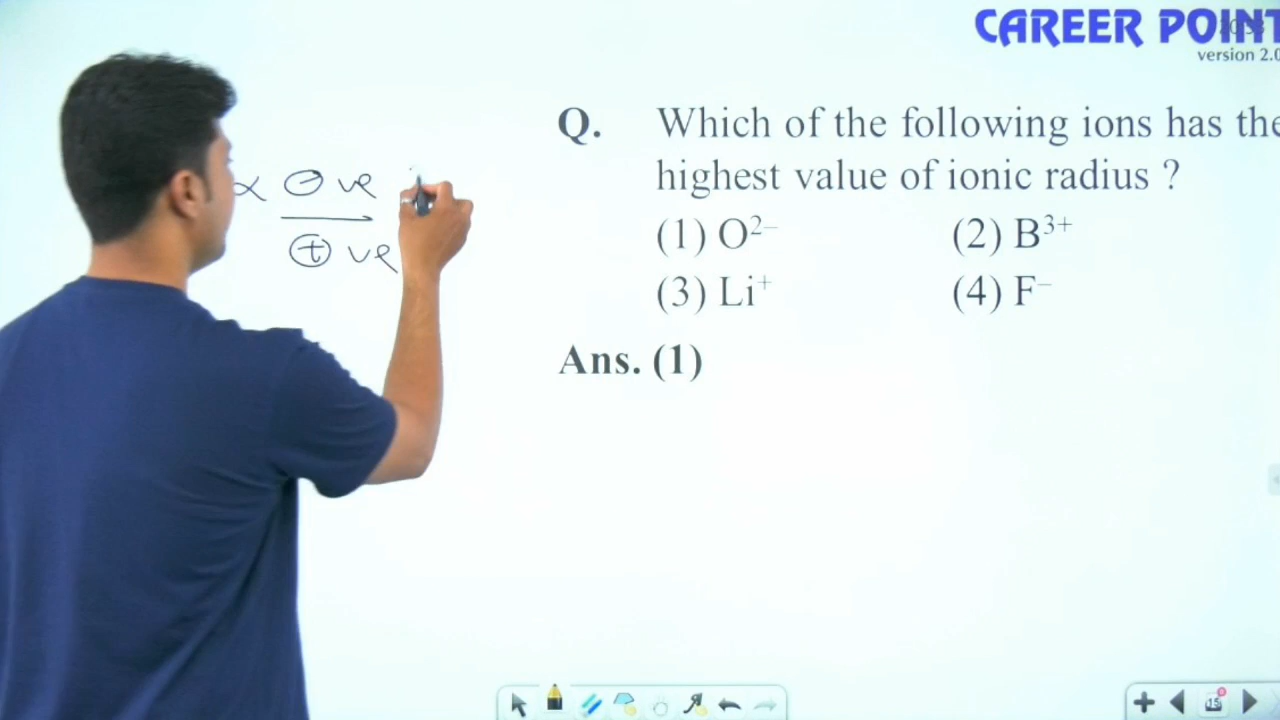 CAREER POINT
version 2.0
∝ ⊖ ve
⊕ ve
Q. Which of the following ions has the
highest value of ionic radius ?
(1) O²⁻ (2) B³⁺
(3) Li⁺ (4) F⁻
Ans. (1)
15